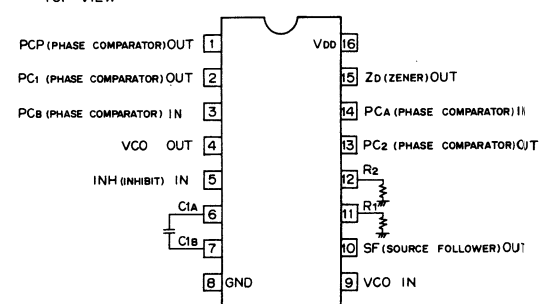 TOP VIEW
PCP (PHASE COMPARATOR) OUT 1
PC1 (PHASE COMPARATOR) OUT 2
PCB (PHASE COMPARATOR) IN 3
VCO OUT 4
INH (INHIBIT) IN 5
C1A 6
C1B 7
8 GND
VDD 16
15 ZD (ZENER) OUT
14 PCA (PHASE COMPARATOR) IN
13 PC2 (PHASE COMPARATOR) OUT
12 R2
11 R1
10 SF (SOURCE FOLLOWER) OUT
9 VCO IN